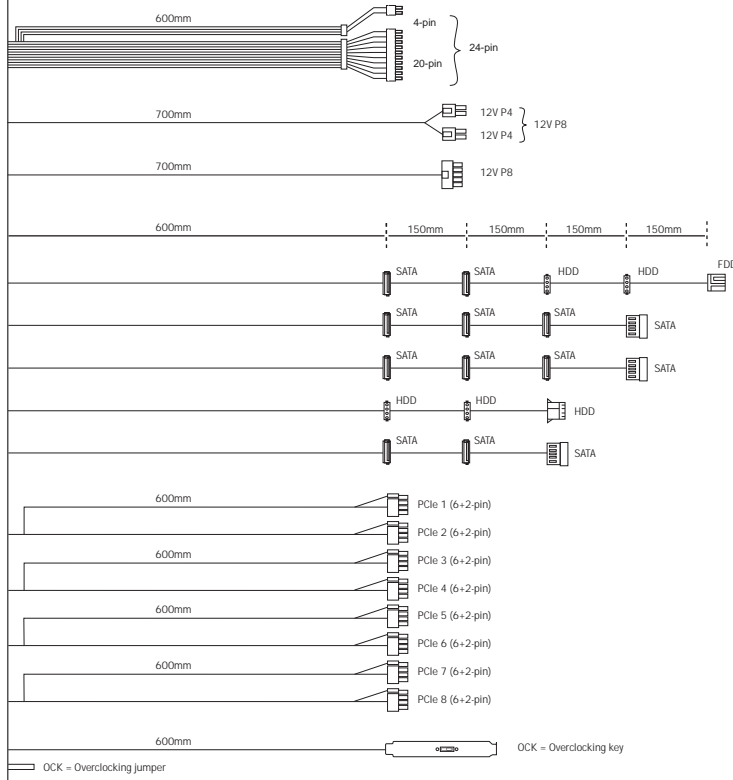 600mm
4-pin
24-pin
20-pin
700mm
12V P4
12V P8
12V P4
700mm
12V P8
600mm 150mm 150mm 150mm 150mm
SATA SATA HDD HDD FDD
SATA SATA SATA SATA
SATA SATA SATA SATA
HDD HDD HDD
SATA SATA SATA
600mm PCIe 1 (6+2-pin)
PCIe 2 (6+2-pin)
600mm PCIe 3 (6+2-pin)
PCIe 4 (6+2-pin)
600mm PCIe 5 (6+2-pin)
PCIe 6 (6+2-pin)
600mm PCIe 7 (6+2-pin)
PCIe 8 (6+2-pin)
600mm OCK = Overclocking key
OCK = Overclocking jumper